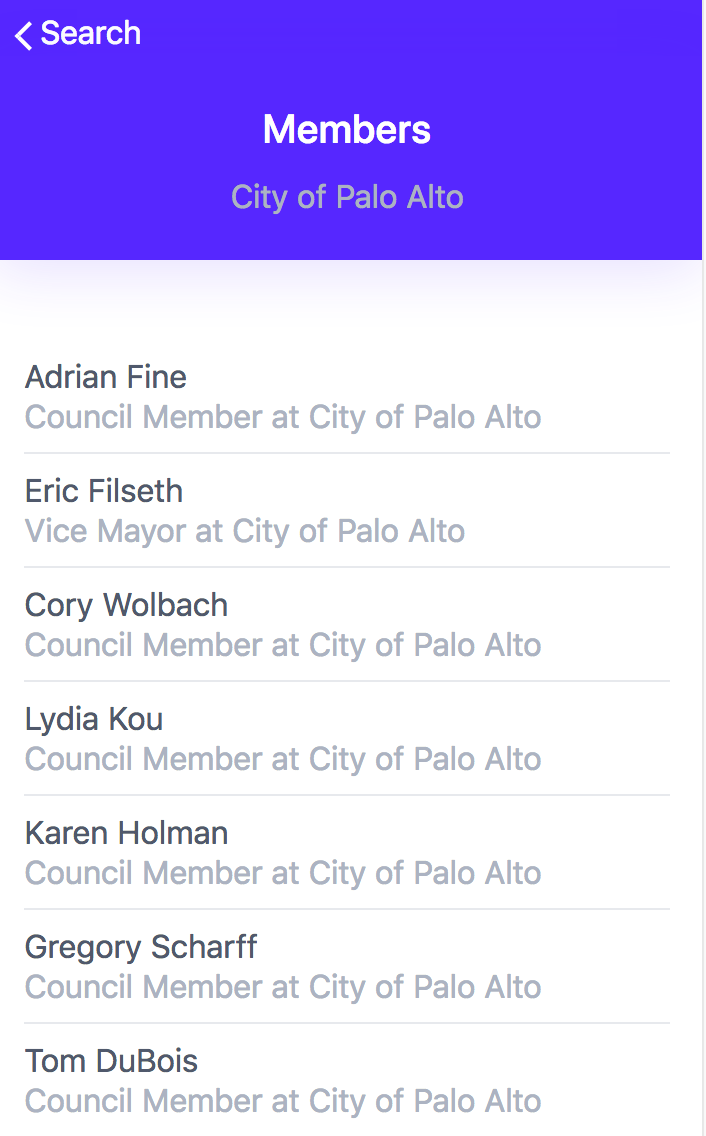 Search
Members
City of Palo Alto
Adrian Fine
Council Member at City of Palo Alto
Eric Filseth
Vice Mayor at City of Palo Alto
Cory Wolbach
Council Member at City of Palo Alto
Lydia Kou
Council Member at City of Palo Alto
Karen Holman
Council Member at City of Palo Alto
Gregory Scharff
Council Member at City of Palo Alto
Tom DuBois
Council Member at City of Palo Alto